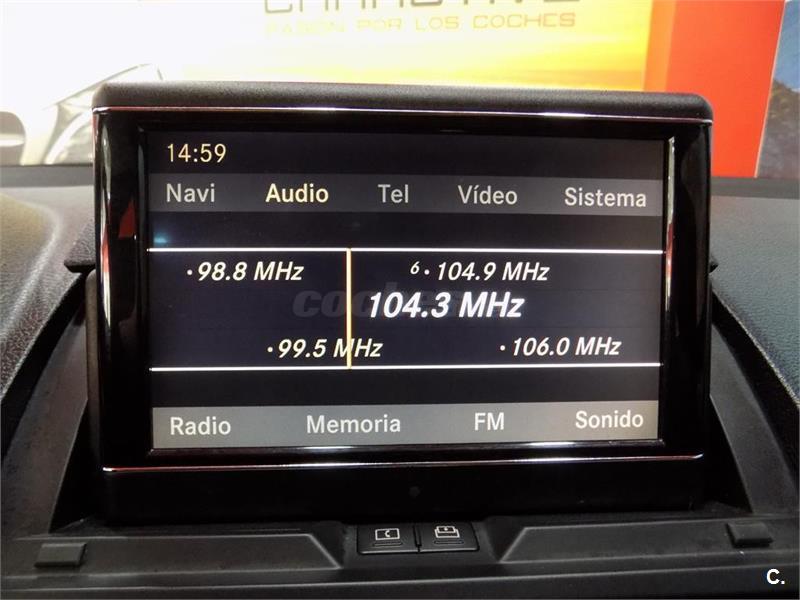 PASIÓN POR LOS COCHES
14:59
Navi Audio Tel Vídeo Sistema
• 98.8 MHz 6 • 104.9 MHz
104.3 MHz
• 99.5 MHz • 106.0 MHz
Radio Memoria FM Sonido
C.